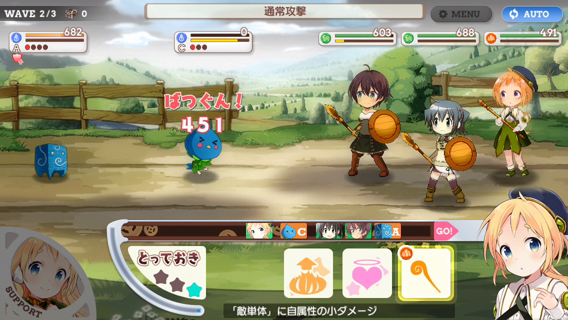 WAVE 2/3 0 通常攻撃 MENU AUTO
682 0 603 688 491
A C
ばつぐん!
451
C A GO!
とっておき
SUPPORT
「敵単体」に自属性の小ダメージ